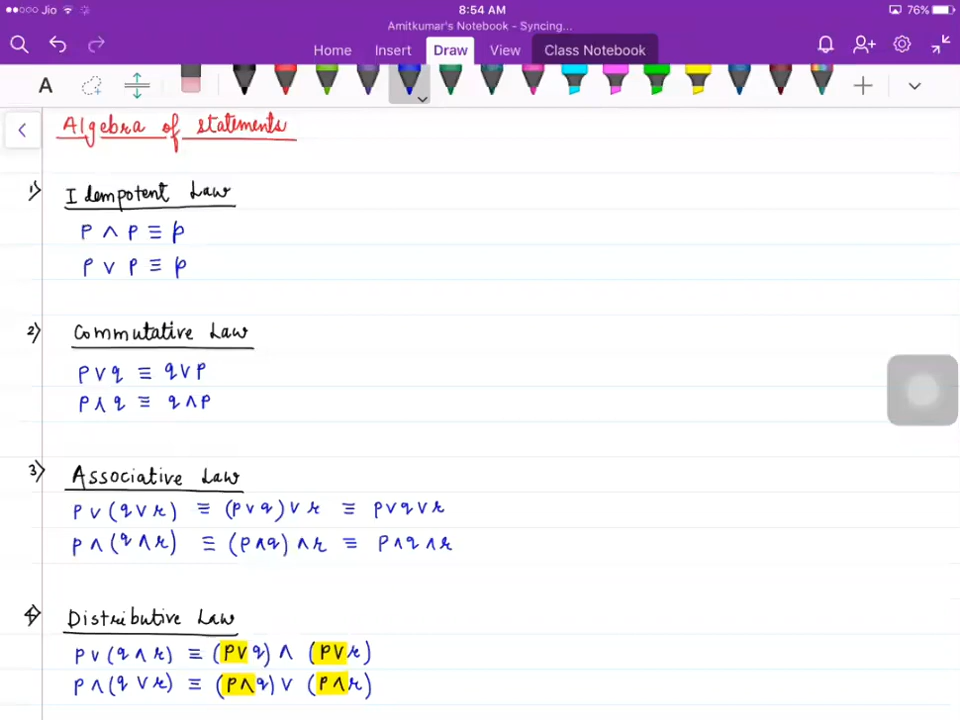 Jio 8:54 AM 76%
Amitkumar's Notebook - Syncing...
Home Insert Draw View Class Notebook
A
Algebra of statements
1) Idempotent Law
p ∧ p ≡ p
p ∨ p ≡ p
2) Commutative Law
p ∨ q ≡ q ∨ p
p ∧ q ≡ q ∧ p
3) Associative Law
p ∨ (q ∨ r) ≡ (p ∨ q) ∨ r ≡ p ∨ q ∨ r
p ∧ (q ∧ r) ≡ (p ∧ q) ∧ r ≡ p ∧ q ∧ r
4) Distributive Law
p ∨ (q ∧ r) ≡ (p ∨ q) ∧ (p ∨ r)
p ∧ (q ∨ r) ≡ (p ∧ q) ∨ (p ∧ r)